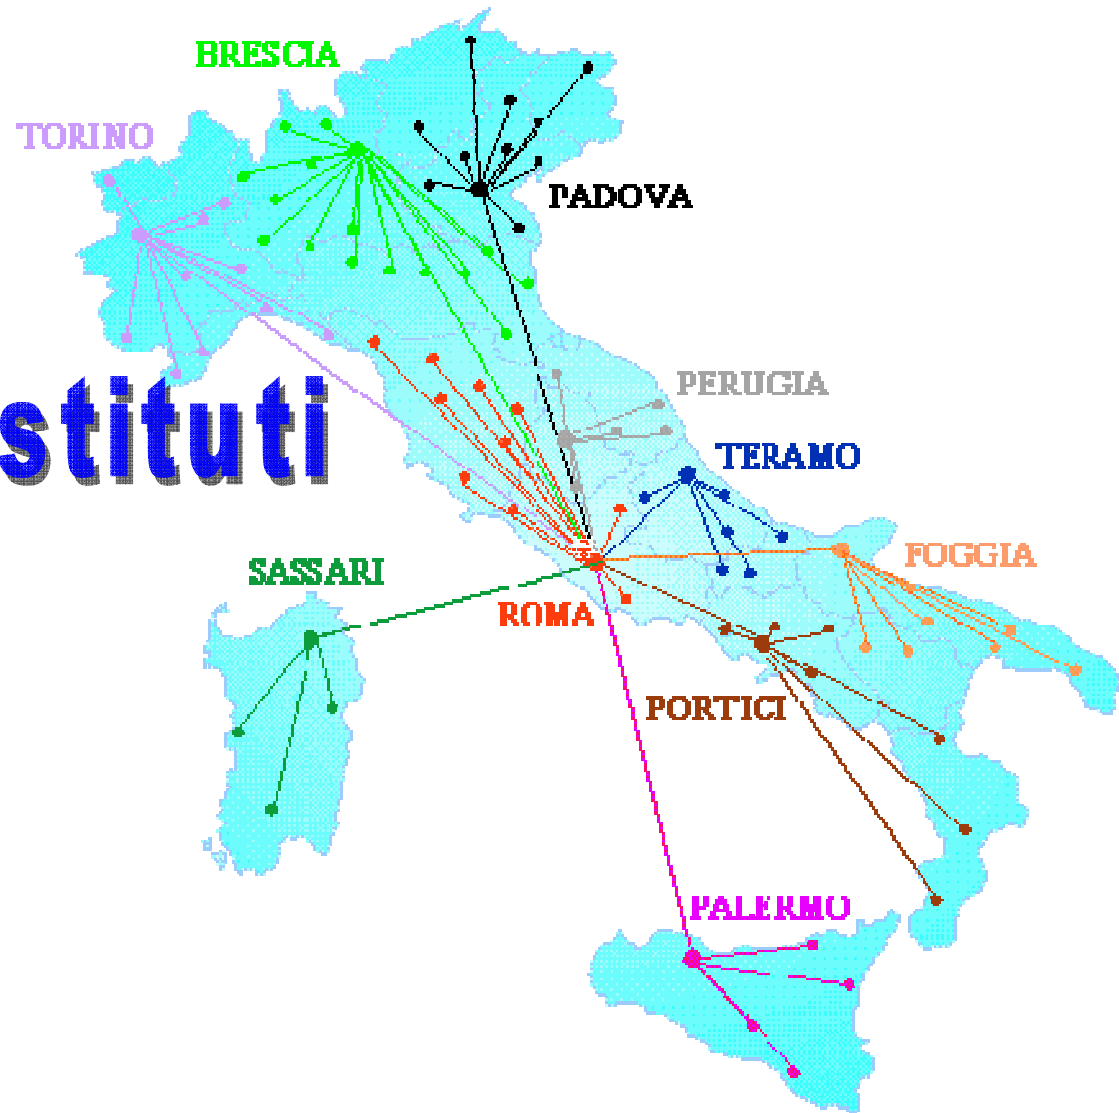 BRESCIA
TORINO
PADOVA
stituti
PERUGIA
TERAMO
FOGGIA
SASSARI
ROMA
PORTICI
PALERMO